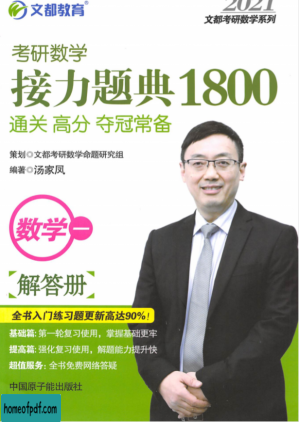 文都教育®
2021
文都考研数学系列
考研数学
接力题典1800
通关 高分 夺冠常备
策划◎文都考研数学命题研究组
编著◎汤家凤
数学一
解答册
全书入门练习题更新高达90%!
基础篇:第一轮复习使用,掌握基础更牢
提高篇:强化复习使用,解题能力提升快
超值服务:全书免费网络答疑
中国原子能出版社
homeofpdf.com